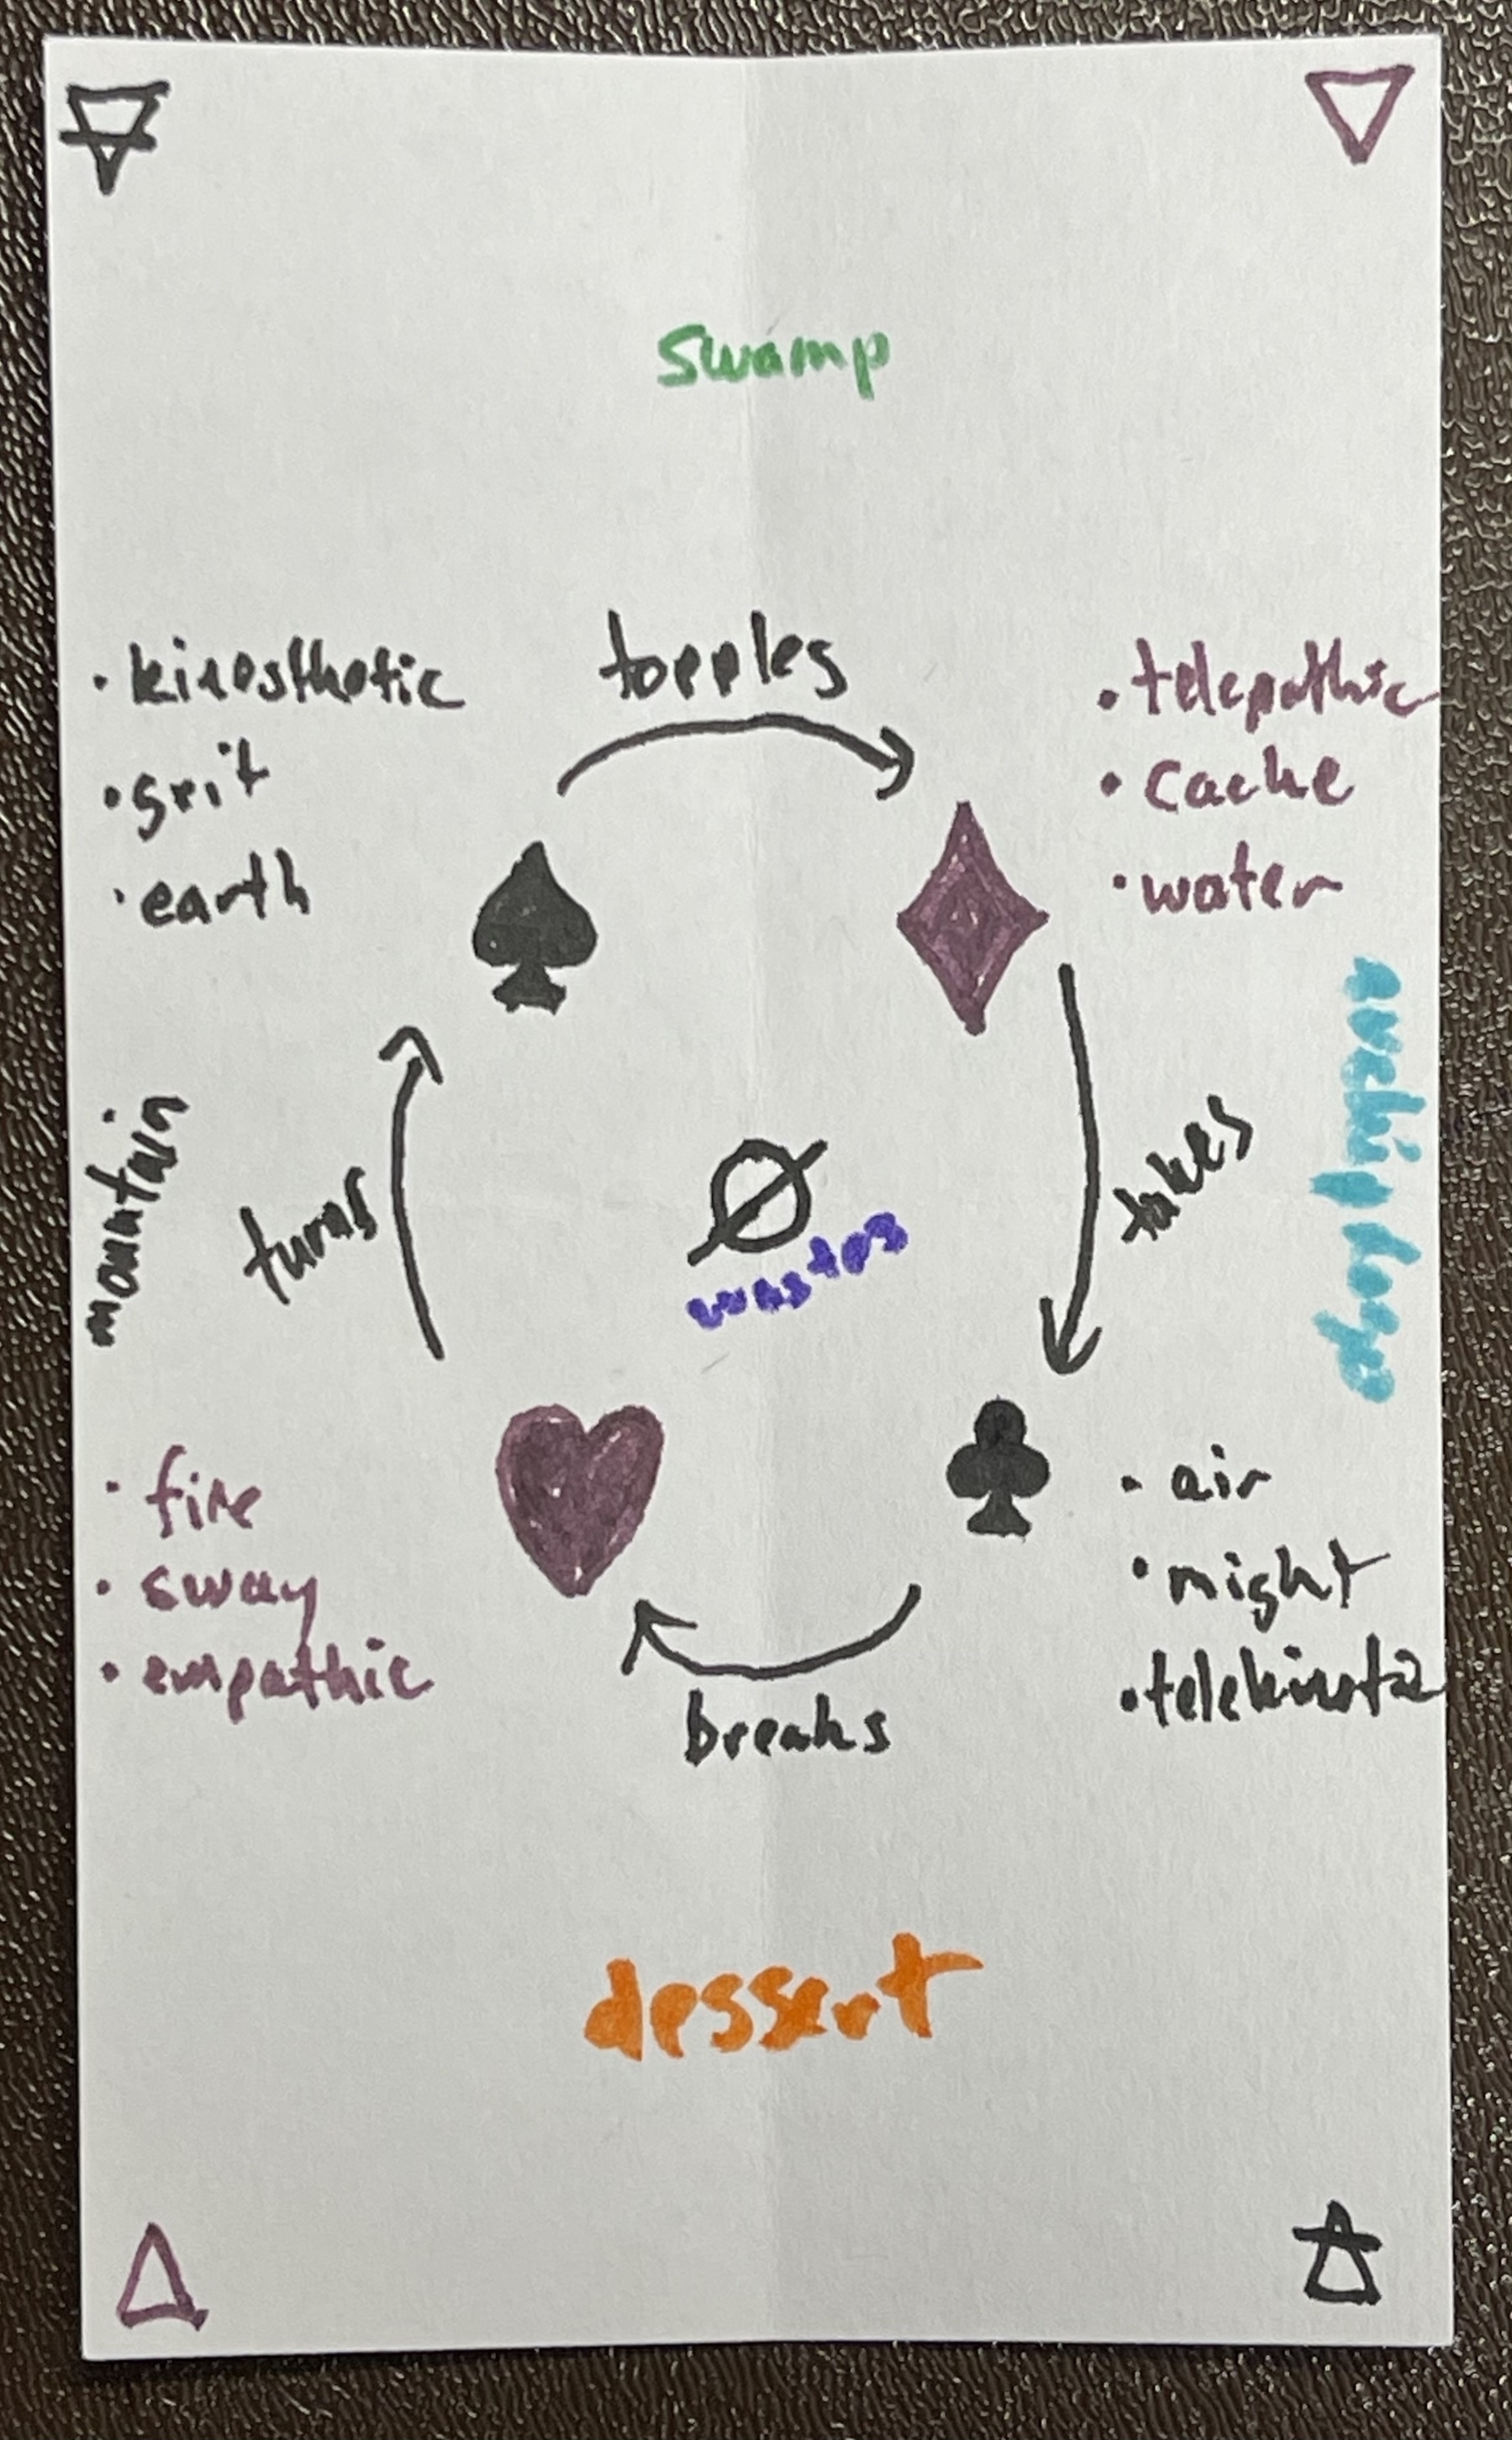 swamp
topples
• kinesthetic
• grit
• earth
• telepathic
• cache
• water
mountain
turns
Ø
wastes
takes
archipelago
• fire
• sway
• empathic
• air
• might
• telekinetic
breaks
dessert